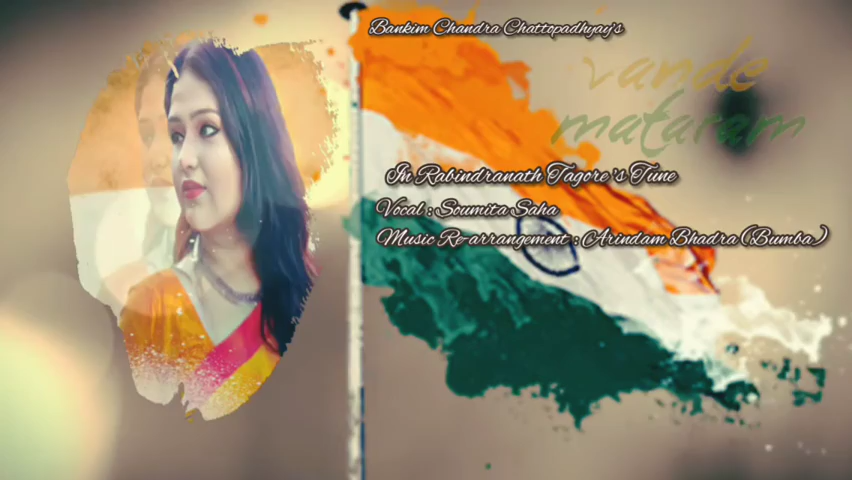 Bankim Chandra Chattopadhyay's
vande
mataram
In Rabindranath Tagore's Tune
Vocal : Soumita Saha
Music Re-arrangement : Arindam Bhadra (Bumba)